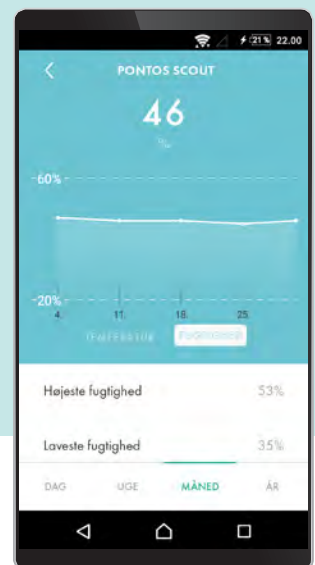 21% 22.00
PONTOS SCOUT
46
%
60%
20%
4. 11. 18. 25.
TEMPERATUR FUGTIGHED
Højeste fugtighed 53%
Laveste fugtighed 35%
DAG UGE MÅNED ÅR